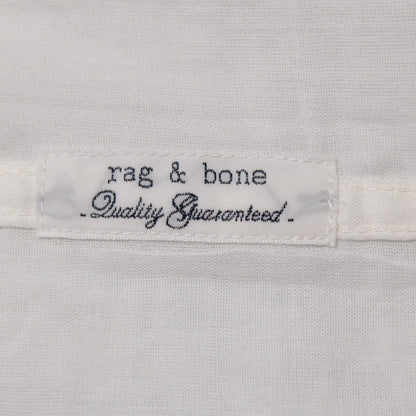 rag & bone
- Quality Guaranteed -